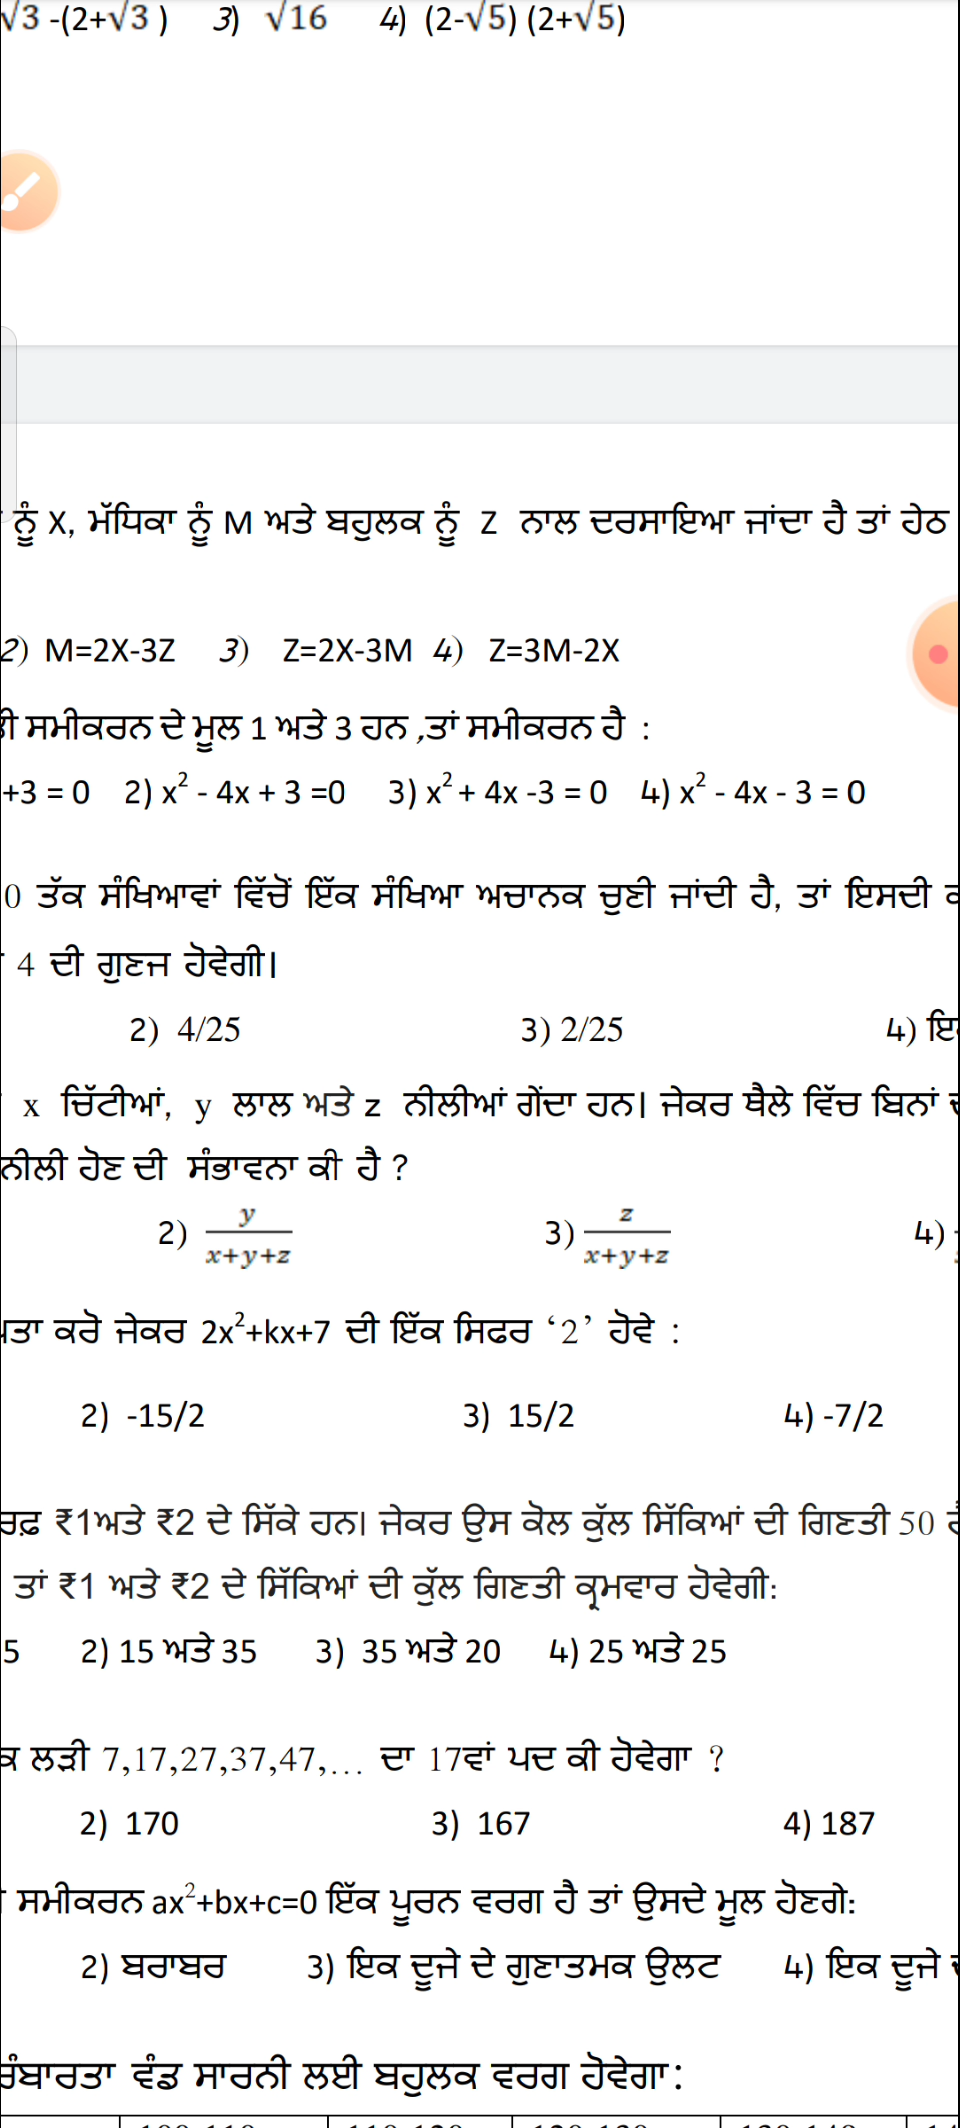 √3 -(2+√3 ) 3) √16 4) (2-√5) (2+√5)
ਨੂੰ X, ਮੱਧਿਕਾ ਨੂੰ M ਅਤੇ ਬਹੁਲਕ ਨੂੰ Z ਨਾਲ ਦਰਸਾਇਆ ਜਾਂਦਾ ਹੈ ਤਾਂ ਹੇਠ
2) M=2X-3Z 3) Z=2X-3M 4) Z=3M-2X
ਸਮੀਕਰਨ ਦੇ ਮੂਲ 1 ਅਤੇ 3 ਹਨ ,ਤਾਂ ਸਮੀਕਰਨ ਹੈ :
+3 = 0 2) x² - 4x + 3 =0 3) x² + 4x -3 = 0 4) x² - 4x - 3 = 0
0 ਤੱਕ ਸੰਖਿਆਵਾਂ ਵਿੱਚੋਂ ਇੱਕ ਸੰਖਿਆ ਅਚਾਨਕ ਚੁਣੀ ਜਾਂਦੀ ਹੈ, ਤਾਂ ਇਸਦੀ
4 ਦੀ ਗੁਣਜ ਹੋਵੇਗੀ।
2) 4/25 3) 2/25 4)
x ਚਿੱਟੀਆਂ, y ਲਾਲ ਅਤੇ z ਨੀਲੀਆਂ ਗੇਂਦਾ ਹਨ। ਜੇਕਰ ਥੈਲੇ ਵਿੱਚ ਬਿਨਾਂ
ਨੀਲੀ ਹੋਣ ਦੀ ਸੰਭਾਵਨਾ ਕੀ ਹੈ ?
2) y/x+y+z 3) z/x+y+z 4)
ਪਤਾ ਕਰੋ ਜੇਕਰ 2x²+kx+7 ਦੀ ਇੱਕ ਸਿਫਰ ‘2’ ਹੋਵੇ :
2) -15/2 3) 15/2 4) -7/2
₹1ਅਤੇ ₹2 ਦੇ ਸਿੱਕੇ ਹਨ। ਜੇਕਰ ਉਸ ਕੋਲ ਕੁੱਲ ਸਿੱਕਿਆਂ ਦੀ ਗਿਣਤੀ 50
ਤਾਂ ₹1 ਅਤੇ ₹2 ਦੇ ਸਿੱਕਿਆਂ ਦੀ ਕੁੱਲ ਗਿਣਤੀ ਕ੍ਰਮਵਾਰ ਹੋਵੇਗੀ:
5 2) 15 ਅਤੇ 35 3) 35 ਅਤੇ 20 4) 25 ਅਤੇ 25
ਲੜੀ 7,17,27,37,47,... ਦਾ 17ਵਾਂ ਪਦ ਕੀ ਹੋਵੇਗਾ ?
2) 170 3) 167 4) 187
ਸਮੀਕਰਨ ax²+bx+c=0 ਇੱਕ ਪੂਰਨ ਵਰਗ ਹੈ ਤਾਂ ਉਸਦੇ ਮੂਲ ਹੋਣਗੇ:
2) ਬਰਾਬਰ 3) ਇਕ ਦੂਜੇ ਦੇ ਗੁਣਾਤਮਕ ਉਲਟ 4) ਇਕ ਦੂਜੇ
ਵੰਡ ਸਾਰਨੀ ਲਈ ਬਹੁਲਕ ਵਰਗ ਹੋਵੇਗਾ: